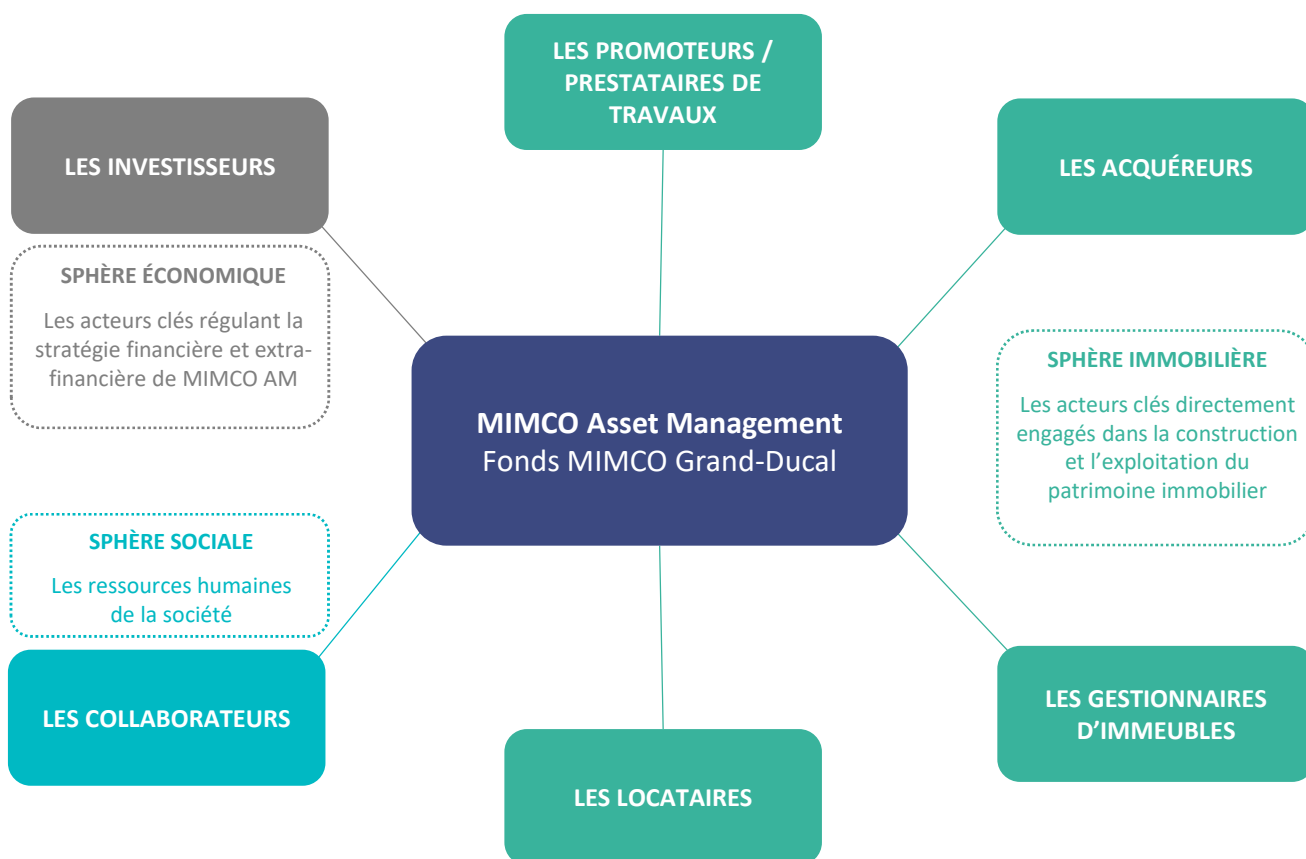 LES PROMOTEURS /
PRESTATAIRES DE
TRAVAUX
LES INVESTISSEURS
LES ACQUÉREURS
SPHÈRE ÉCONOMIQUE
Les acteurs clés régulant la
stratégie financière et extra-
financière de MIMCO AM
MIMCO Asset Management
Fonds MIMCO Grand-Ducal
SPHÈRE IMMOBILIÈRE
Les acteurs clés directement
engagés dans la construction
et l’exploitation du
patrimoine immobilier
SPHÈRE SOCIALE
Les ressources humaines
de la société
LES COLLABORATEURS
LES GESTIONNAIRES
D’IMMEUBLES
LES LOCATAIRES